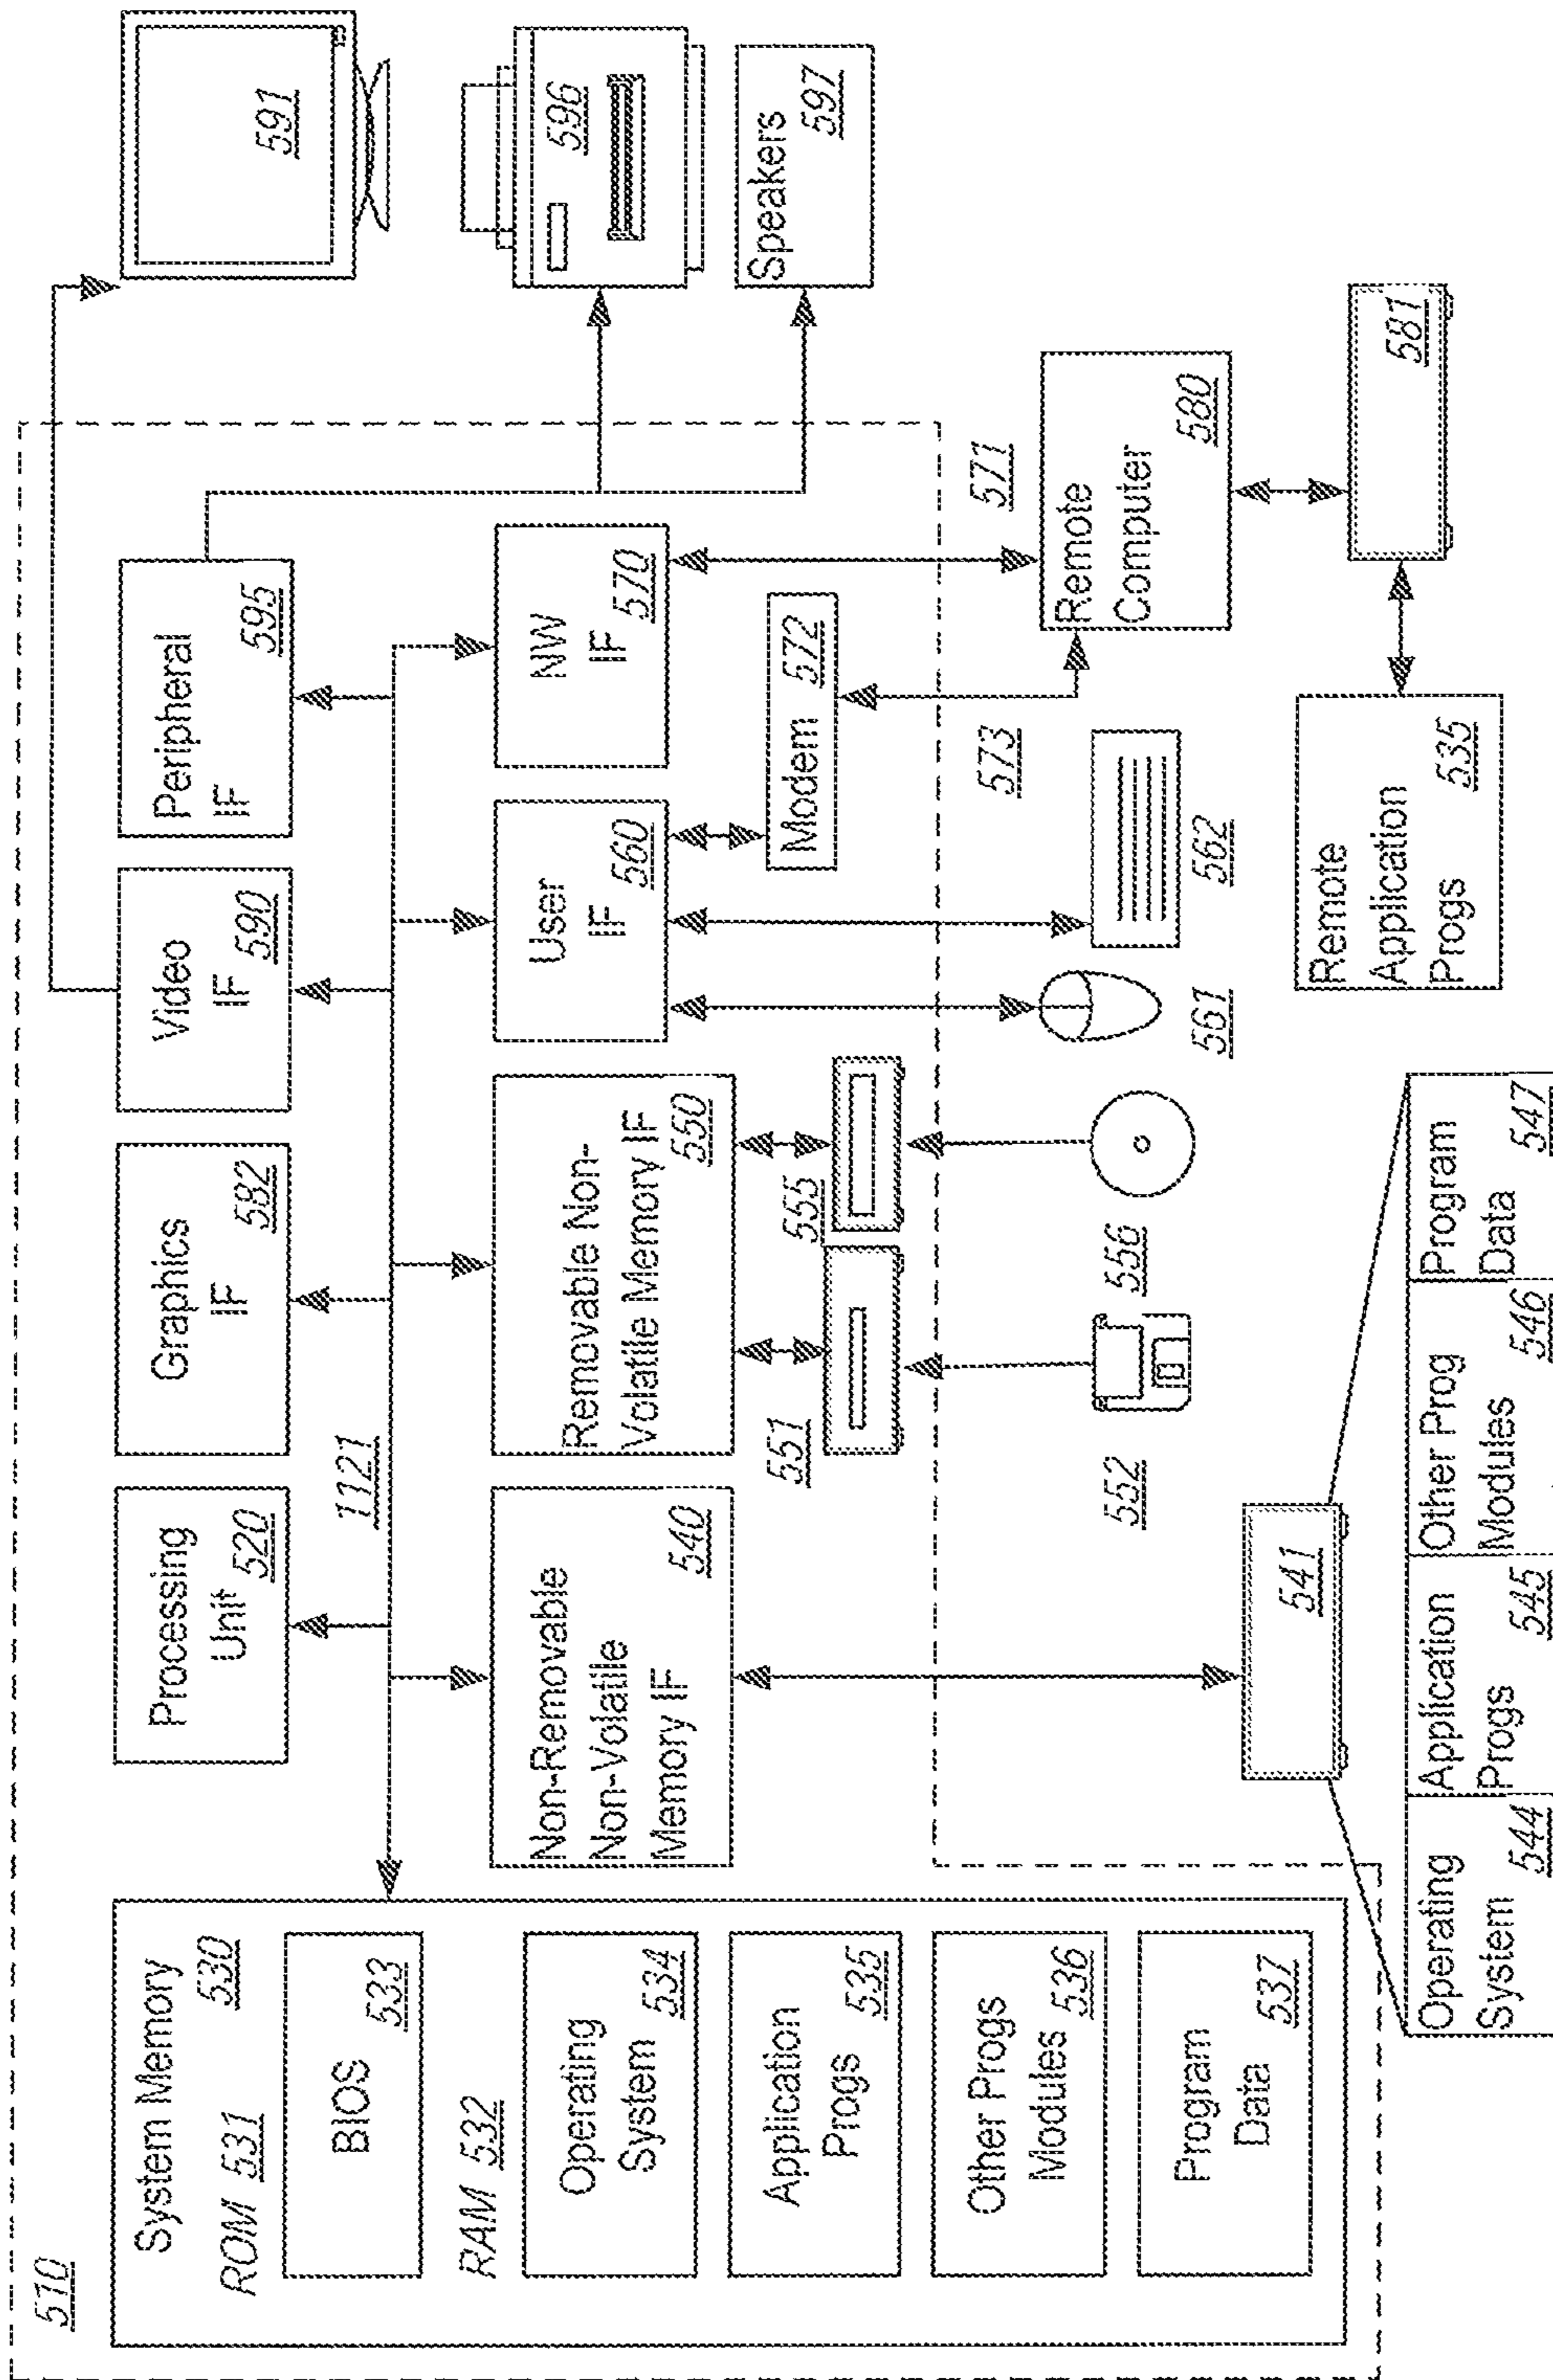 510
System Memory
530
ROM 531
BIOS
533
RAM 532
Operating
System
534
Application
Progs
535
Other Progs
Modules
536
Program
Data
537
Processing
Unit 520
Graphics
IF
582
Video
IF
590
Peripheral
IF
595
1121
Non-Removable
Non-Volatile
Memory IF
540
Removable Non-
Volatile Memory IF
550
User
IF
560
NW
IF
570
551
555
Modem 572
552
556
561
562
573
571
591
596
Speakers
597
Remote
Computer
580
581
Remote
Application
Progs
535
541
Operating
System
544
Application
Progs
545
Other Prog
Modules
546
Program
Data
547